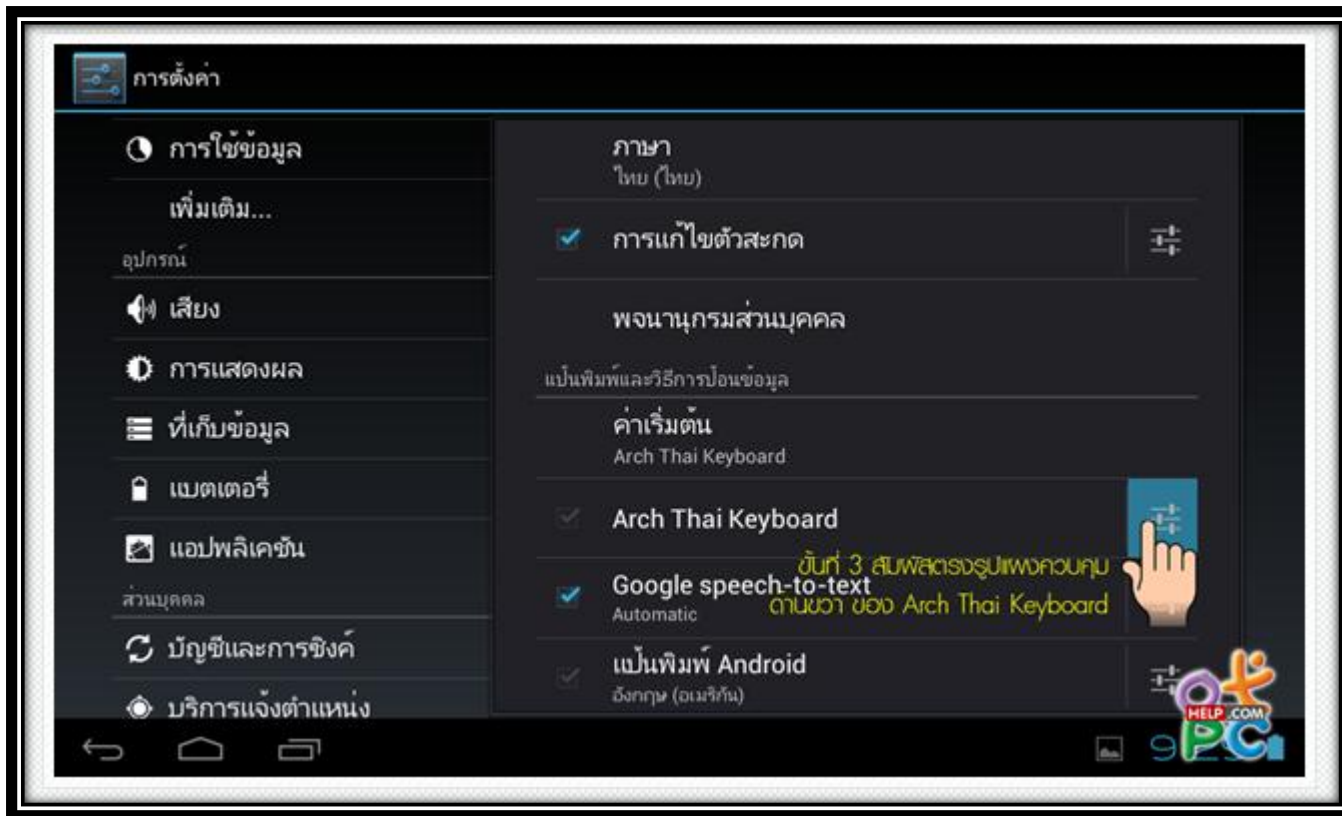 การตั้งค่า
การใช้ข้อมูล
เพิ่มเติม...
อุปกรณ์
เสียง
การแสดงผล
ที่เก็บข้อมูล
แบตเตอรี่
แอปพลิเคชัน
ส่วนบุคคล
บัญชีและการซิงค์
บริการแจ้งตำแหน่ง
ภาษา
ไทย (ไทย)
การแก้ไขตัวสะกด
พจนานุกรมส่วนบุคคล
แป้นพิมพ์และวิธีการป้อนข้อมูล
ค่าเริ่มต้น
Arch Thai Keyboard
Arch Thai Keyboard
ขั้นที่ 3 สัมผัสตรงรูปแผงควบคุม
Google speech-to-text
ด้านขวา ของ Arch Thai Keyboard
Automatic
แป้นพิมพ์ Android
อังกฤษ (อเมริกัน)
HELP .COM
PC